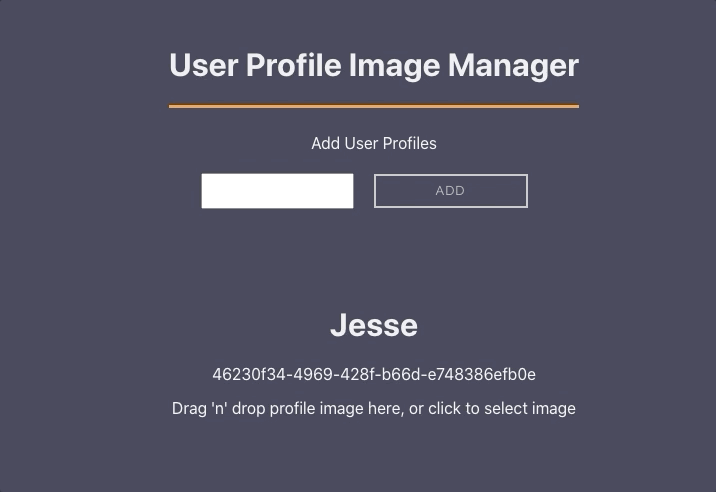 User Profile Image Manager
Add User Profiles
ADD
Jesse
46230f34-4969-428f-b66d-e748386efb0e
Drag 'n' drop profile image here, or click to select image